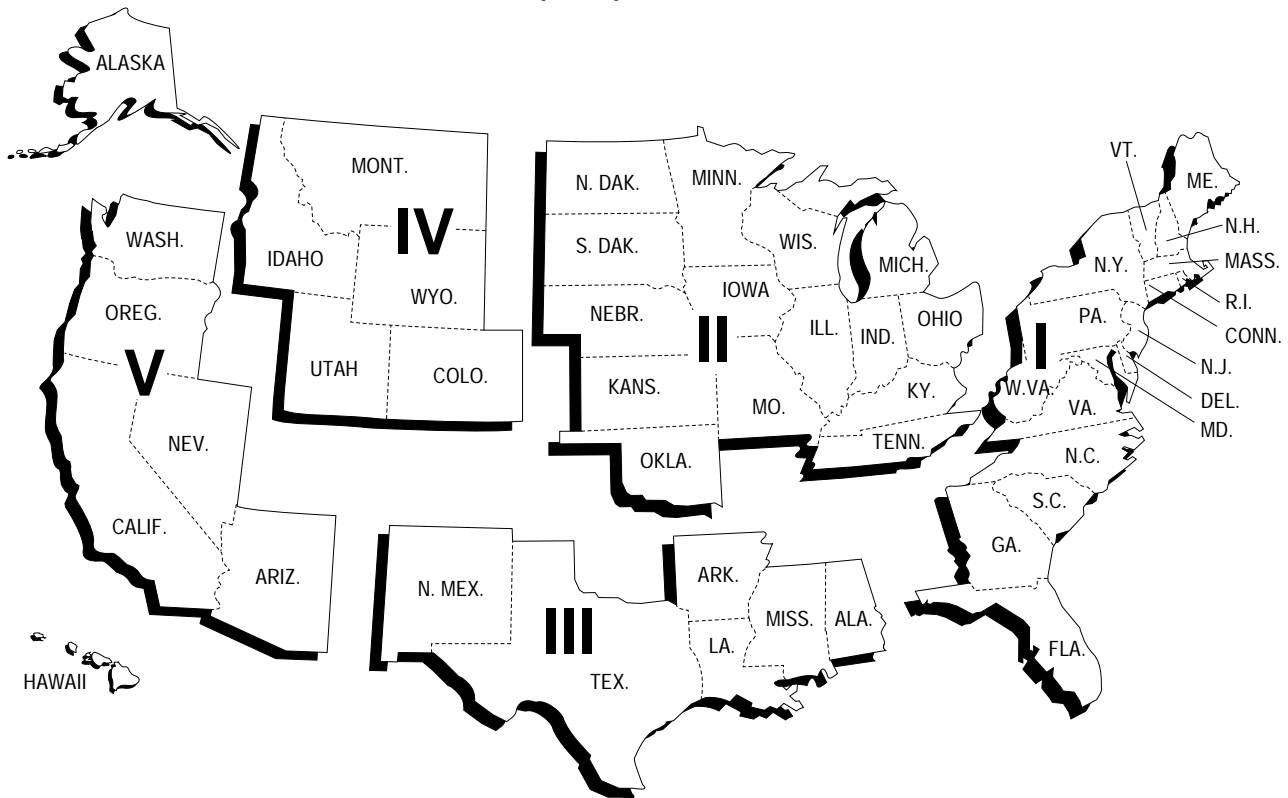 ALASKA
MONT.
IV
IDAHO
WYO.
UTAH
COLO.
WASH.
OREG.
V
NEV.
CALIF.
ARIZ.
HAWAII
N. DAK.
MINN.
S. DAK.
WIS.
MICH.
IOWA
NEBR.
II
ILL.
IND.
OHIO
KANS.
MO.
KY.
OKLA.
TENN.
N. MEX.
III
TEX.
ARK.
LA.
MISS.
ALA.
VT.
ME.
N.H.
MASS.
N.Y.
R.I.
CONN.
PA.
I
N.J.
W.VA
DEL.
VA.
MD.
N.C.
S.C.
GA.
FLA.